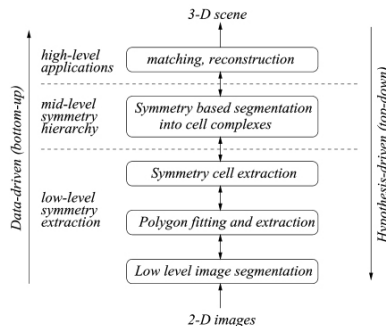 3-D scene
high-level
applications
matching, reconstruction
mid-level
symmetry
hierarchy
Symmetry based segmentation
into cell complexes
Symmetry cell extraction
low-level
symmetry
extraction
Polygon fitting and extraction
Low level image segmentation
2-D images
Data-driven (bottom-up)
Hypothesis-driven (top-down)